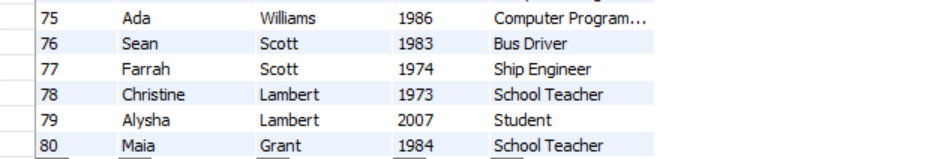 75 Ada Williams 1986 Computer Program...
76 Sean Scott 1983 Bus Driver
77 Farrah Scott 1974 Ship Engineer
78 Christine Lambert 1973 School Teacher
79 Alysha Lambert 2007 Student
80 Maia Grant 1984 School Teacher